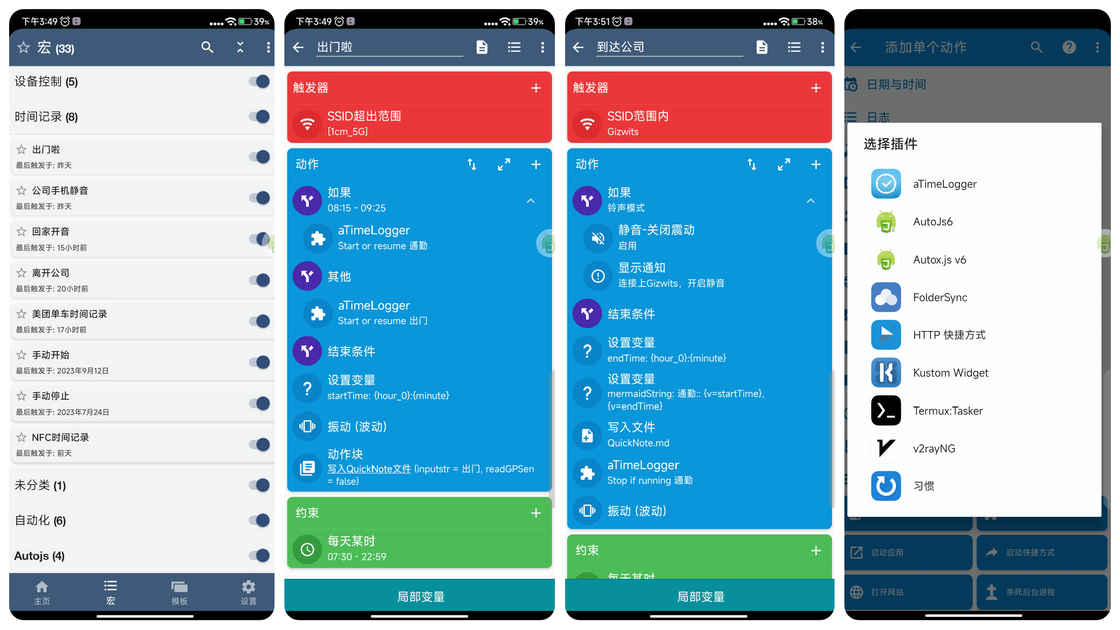 下午3:49
39%
宏 (33)
设备控制 (5)
时间记录 (8)
出门啦
最后触发于: 昨天
公司手机静音
最后触发于: 昨天
回家开音
最后触发于: 15小时前
离开公司
最后触发于: 20小时前
美团单车时间记录
最后触发于: 17小时前
手动开始
最后触发于: 2023年9月12日
手动停止
最后触发于: 2023年7月24日
NFC时间记录
最后触发于: 前天
未分类 (1)
自动化 (6)
Autojs (4)
主页
宏
模板
设置
下午3:49
39%
出门啦
触发器
SSID超出范围
[1cm_5G]
动作
如果
08:15 - 09:25
aTimeLogger
Start or resume 通勤
其他
aTimeLogger
Start or resume 出门
结束条件
设置变量
startTime: {hour_0}:{minute}
振动 (波动)
动作块
写入QuickNote文件 (inputstr = 出门, readGPSen
= false)
约束
每天某时
07:30 - 22:59
局部变量
下午3:51
38%
到达公司
触发器
SSID范围内
Gizwits
动作
如果
铃声模式
静音-关闭震动
启用
显示通知
连接上Gizwits，开启静音
结束条件
设置变量
endTime: {hour_0}:{minute}
设置变量
mermaidString: 通勤:: {v=startTime},
{v=endTime}
写入文件
QuickNote.md
aTimeLogger
Stop if running 通勤
振动 (波动)
约束
每天某时
局部变量
添加单个动作
日期与时间
日志
选择插件
aTimeLogger
AutoJs6
Autox.js v6
FolderSync
HTTP 快捷方式
Kustom Widget
Termux:Tasker
v2rayNG
习惯
启动应用
启动快捷方式
打开网站
杀死后台进程